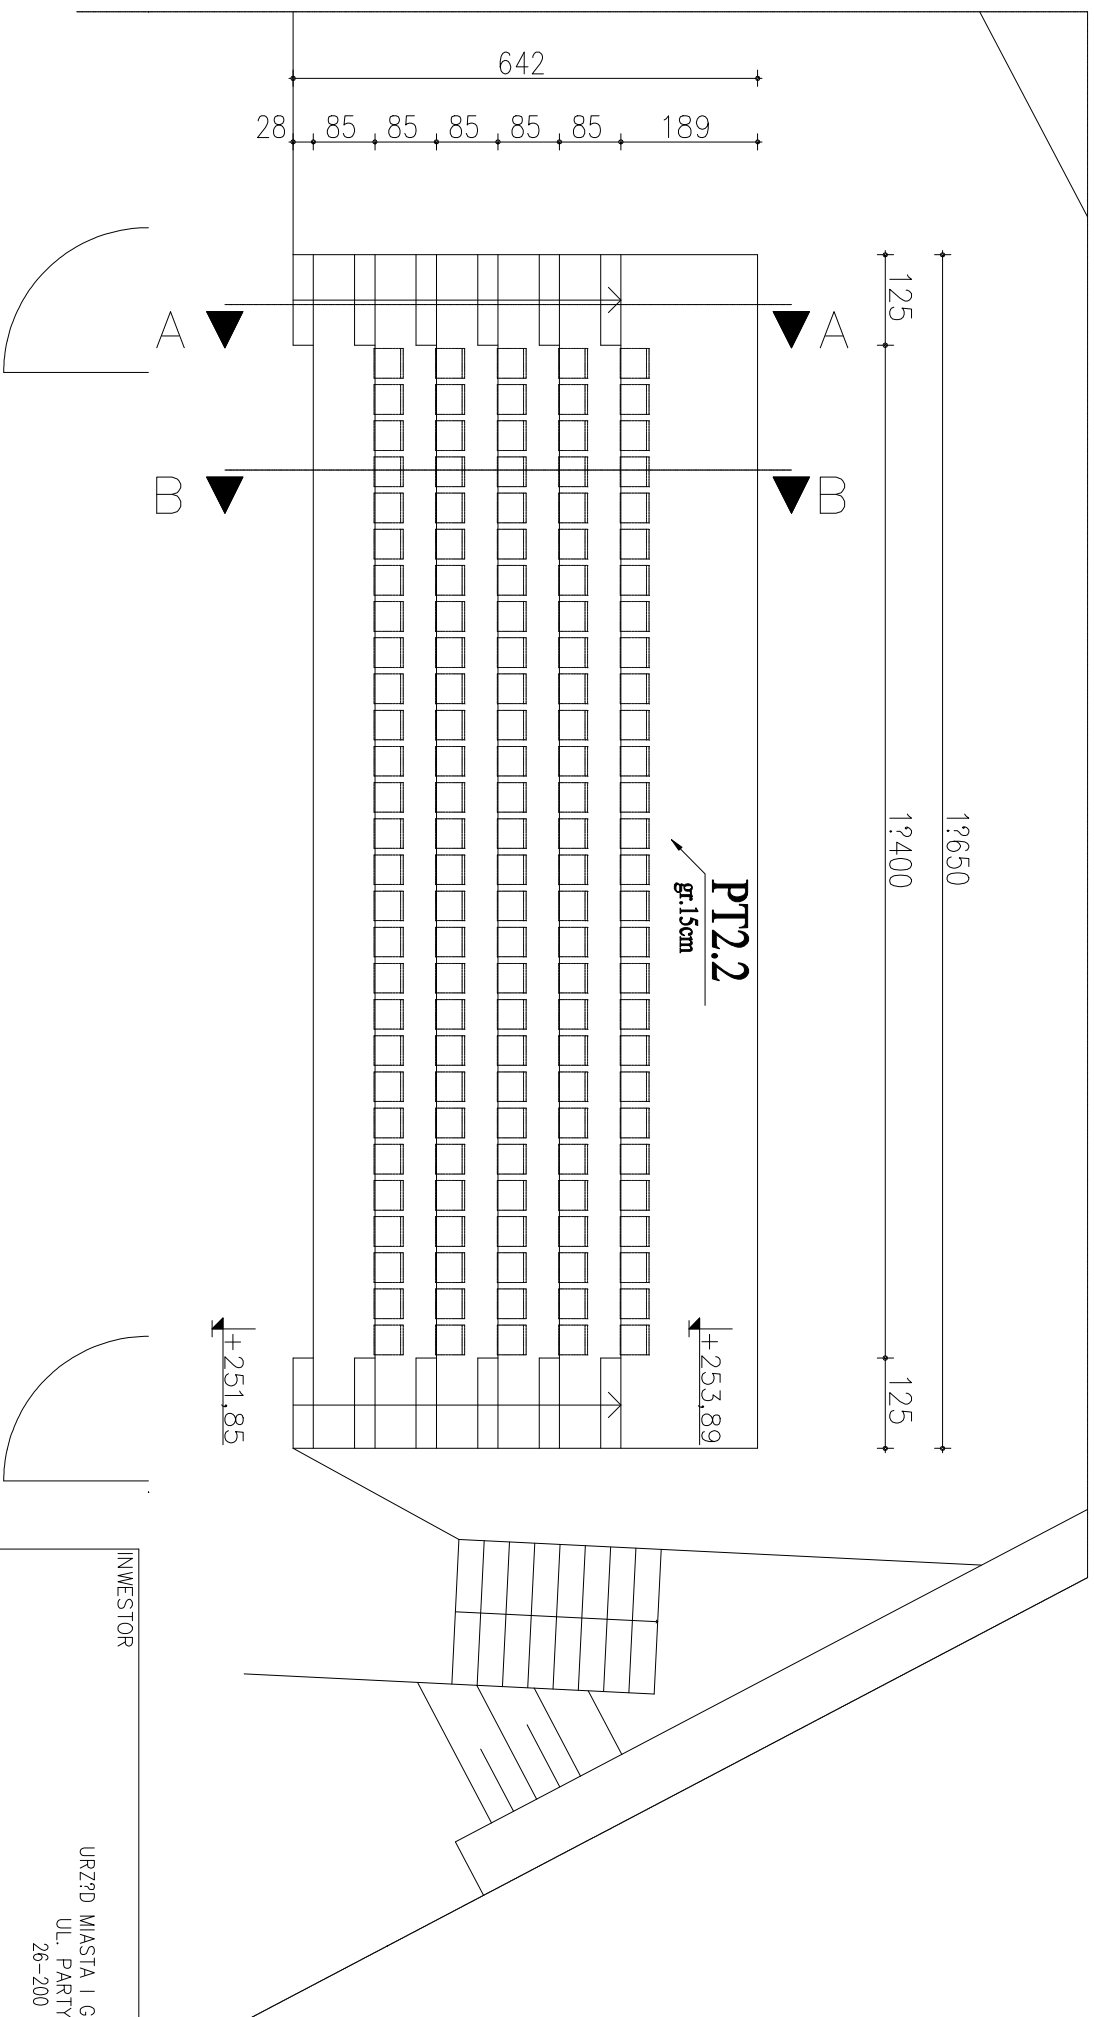 642
28 85 85 85 85 85 189
125
1?400
1?650
125
A A
B B
PT2.2
gr.15cm
+251,85
+253,89
INWESTOR
URZ?D MIASTA I G
UL. PARTY
26-200